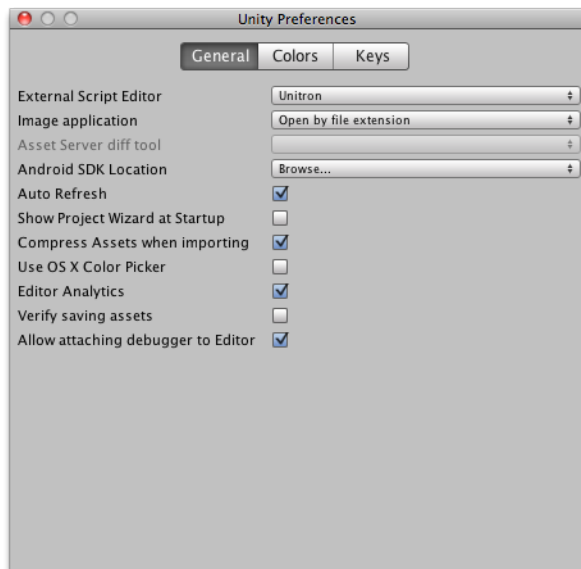 Unity Preferences
General Colors Keys
External Script Editor Unitron
Image application Open by file extension
Asset Server diff tool
Android SDK Location Browse...
Auto Refresh
Show Project Wizard at Startup
Compress Assets when importing
Use OS X Color Picker
Editor Analytics
Verify saving assets
Allow attaching debugger to Editor